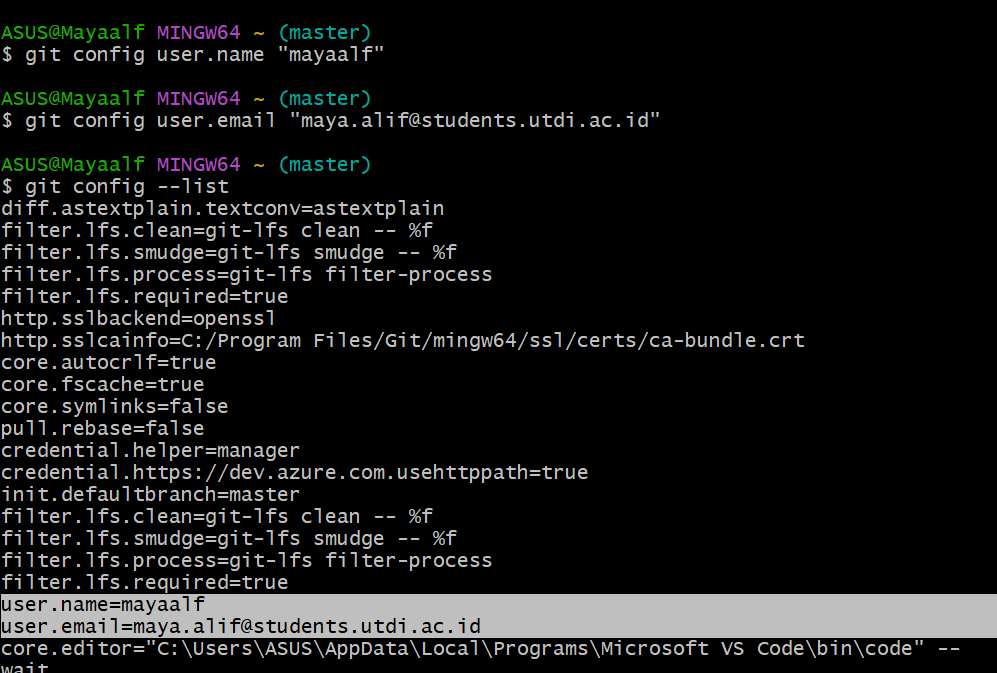 ASUS@Mayaalf MINGW64 ~ (master)
$ git config user.name "mayaalf"
ASUS@Mayaalf MINGW64 ~ (master)
$ git config user.email "maya.alif@students.utdi.ac.id"
ASUS@Mayaalf MINGW64 ~ (master)
$ git config --list
diff.astextplain.textconv=astextplain
filter.lfs.clean=git-lfs clean -- %f
filter.lfs.smudge=git-lfs smudge -- %f
filter.lfs.process=git-lfs filter-process
filter.lfs.required=true
http.sslbackend=openssl
http.sslcainfo=C:/Program Files/Git/mingw64/ssl/certs/ca-bundle.crt
core.autocrlf=true
core.fscache=true
core.symlinks=false
pull.rebase=false
credential.helper=manager
credential.https://dev.azure.com.usehttppath=true
init.defaultbranch=master
filter.lfs.clean=git-lfs clean -- %f
filter.lfs.smudge=git-lfs smudge -- %f
filter.lfs.process=git-lfs filter-process
filter.lfs.required=true
user.name=mayaalf
user.email=maya.alif@students.utdi.ac.id
core.editor="C:\Users\ASUS\AppData\Local\Programs\Microsoft VS Code\bin\code" --
wait